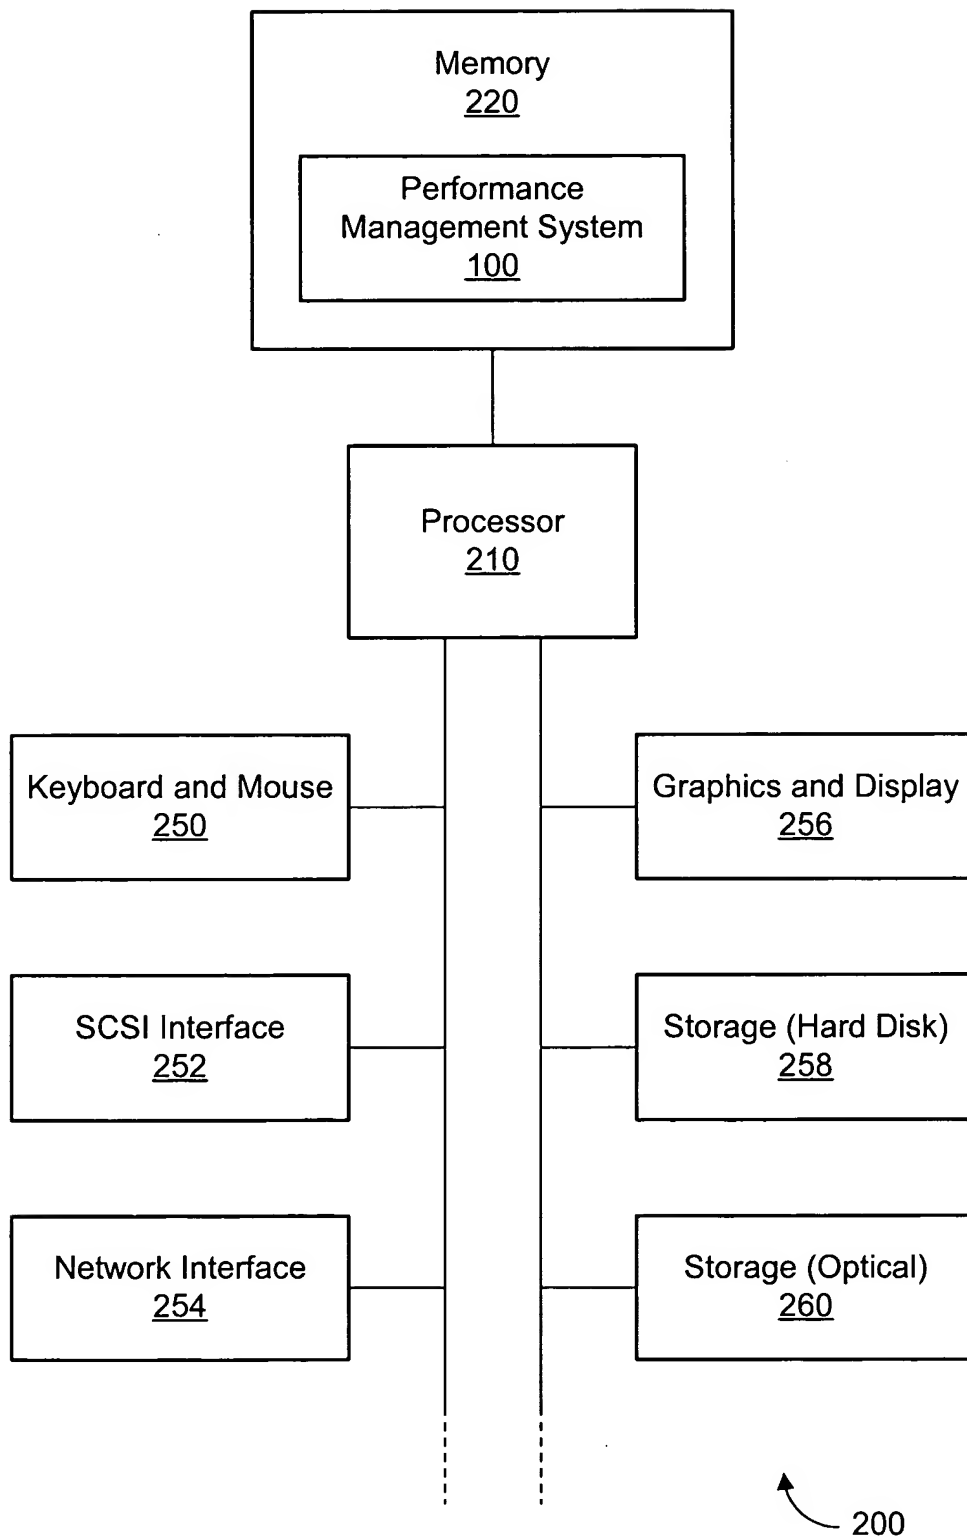 Memory
220
Performance
Management System
100
Processor
210
Keyboard and Mouse
250
Graphics and Display
256
SCSI Interface
252
Storage (Hard Disk)
258
Network Interface
254
Storage (Optical)
260
200